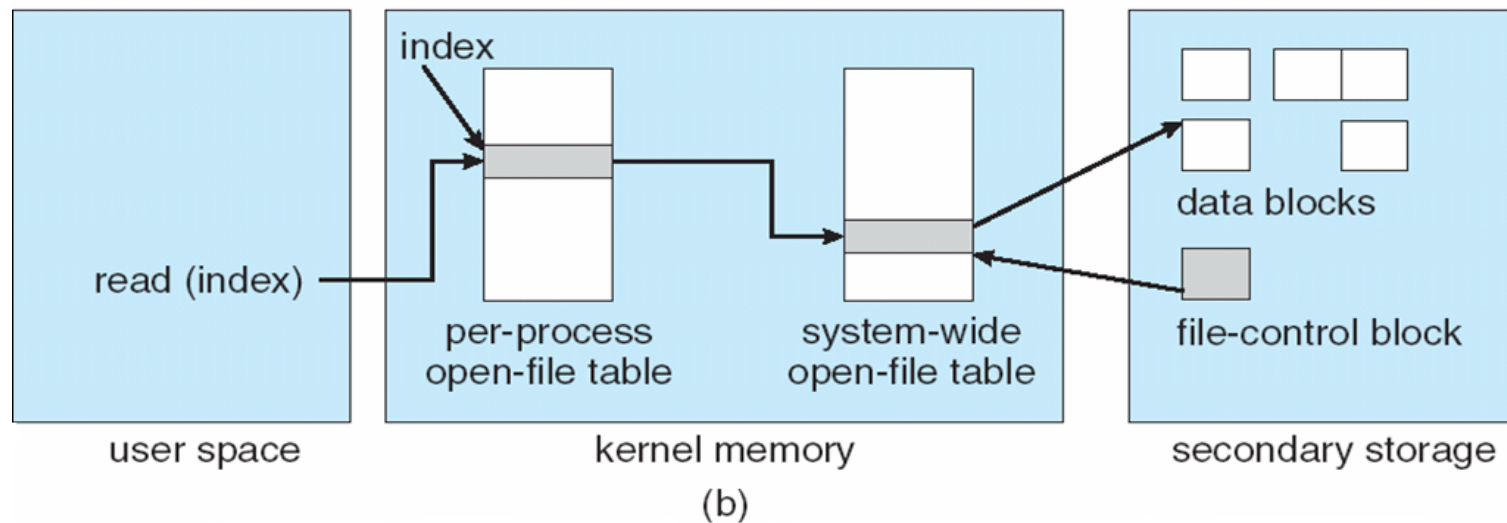 index
read (index)
per-process
open-file table
system-wide
open-file table
data blocks
file-control block
user space
kernel memory
secondary storage
(b)